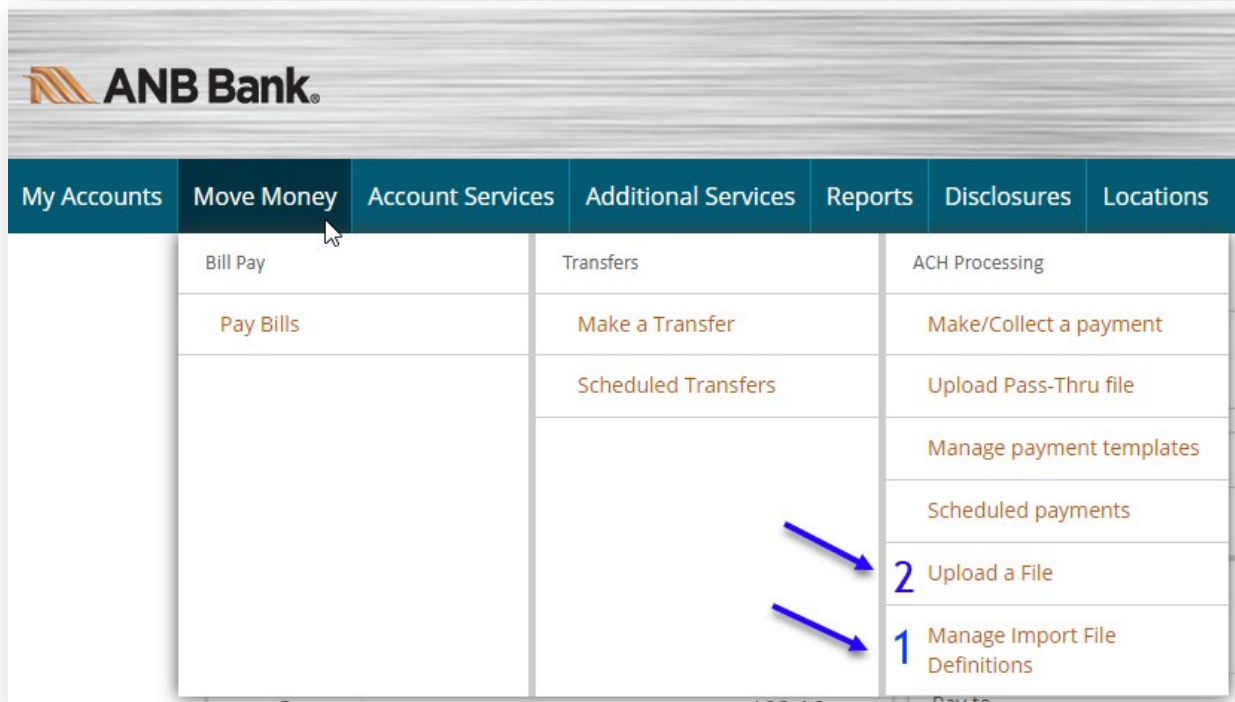 ANB Bank®
My Accounts
Move Money
Account Services
Additional Services
Reports
Disclosures
Locations
Bill Pay
Pay Bills
Transfers
Make a Transfer
Scheduled Transfers
ACH Processing
Make/Collect a payment
Upload Pass-Thru file
Manage payment templates
Scheduled payments
2 Upload a File
1 Manage Import File
Definitions